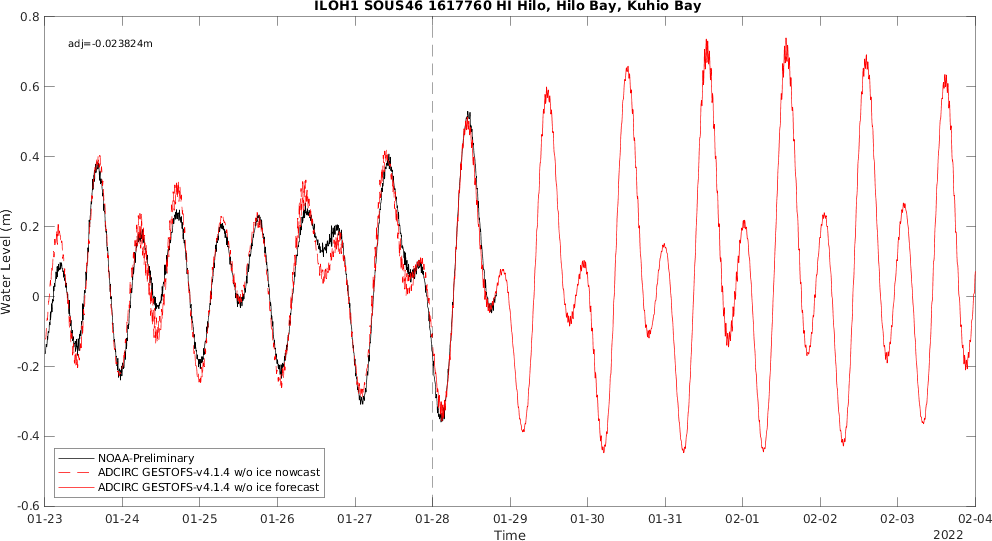 ILOH1 SOUS46 1617760 HI Hilo, Hilo Bay, Kuhio Bay
adj=-0.023824m
Water Level (m)
0.8
0.6
0.4
0.2
0
-0.2
-0.4
-0.6
NOAA-Preliminary
ADCIRC GESTOFS-v4.1.4 w/o ice nowcast
ADCIRC GESTOFS-v4.1.4 w/o ice forecast
01-23 01-24 01-25 01-26 01-27 01-28 01-29 01-30 01-31 02-01 02-02 02-03 02-04
Time
2022